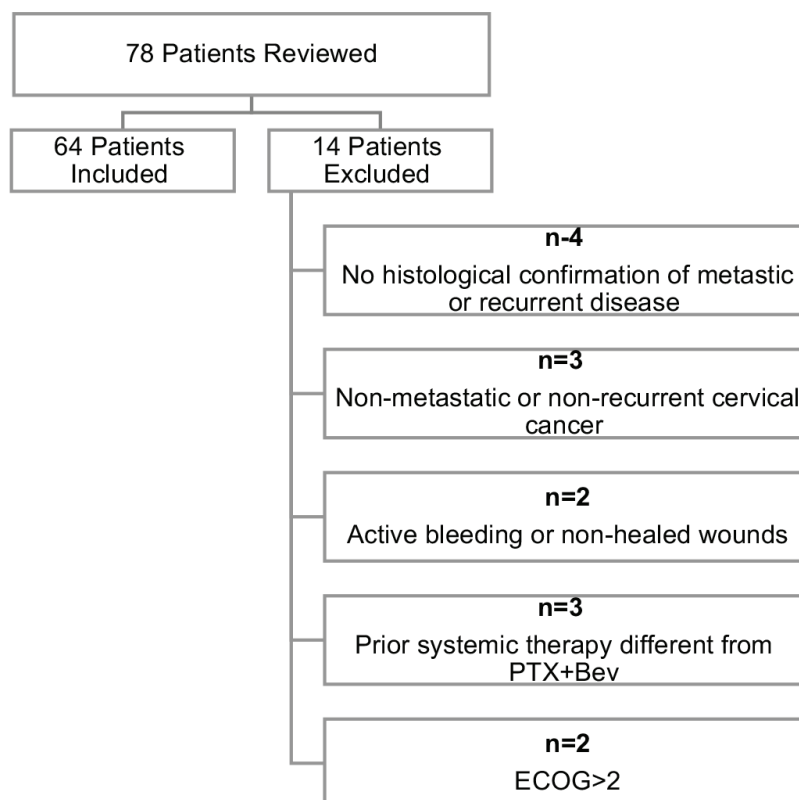 78 Patients Reviewed
64 Patients
Included
14 Patients
Excluded
n-4
No histological confirmation of metastic
or recurrent disease
n=3
Non-metastatic or non-recurrent cervical
cancer
n=2
Active bleeding or non-healed wounds
n=3
Prior systemic therapy different from
PTX+Bev
n=2
ECOG>2